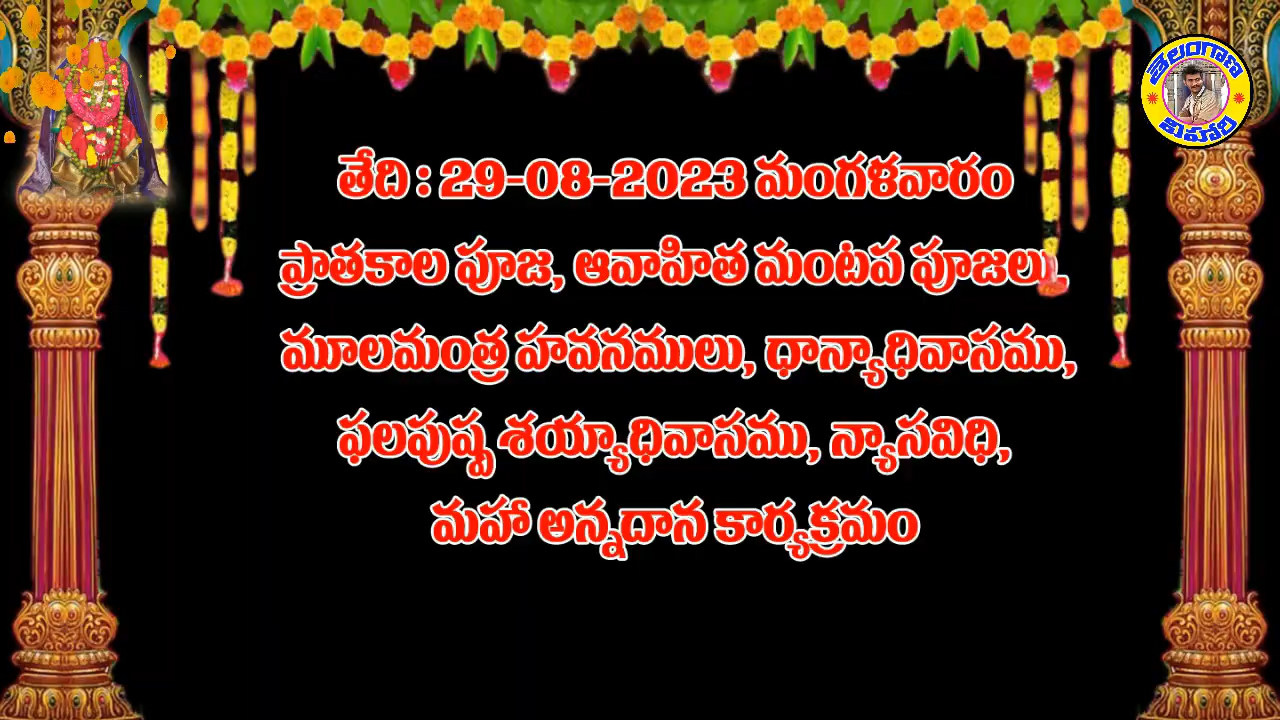 తెలంగాణ
విహారి
తేది : 29-08-2023 మంగళవారం
ప్రాతకాల పూజ, ఆవాహిత మంటప పూజలు,
మూలమంత్ర హవనములు, ధాన్యాధివాసము,
ఫలపుష్ప శయ్యాధివాసము, న్యాసవిధి,
మహా అన్నదాన కార్యక్రమం